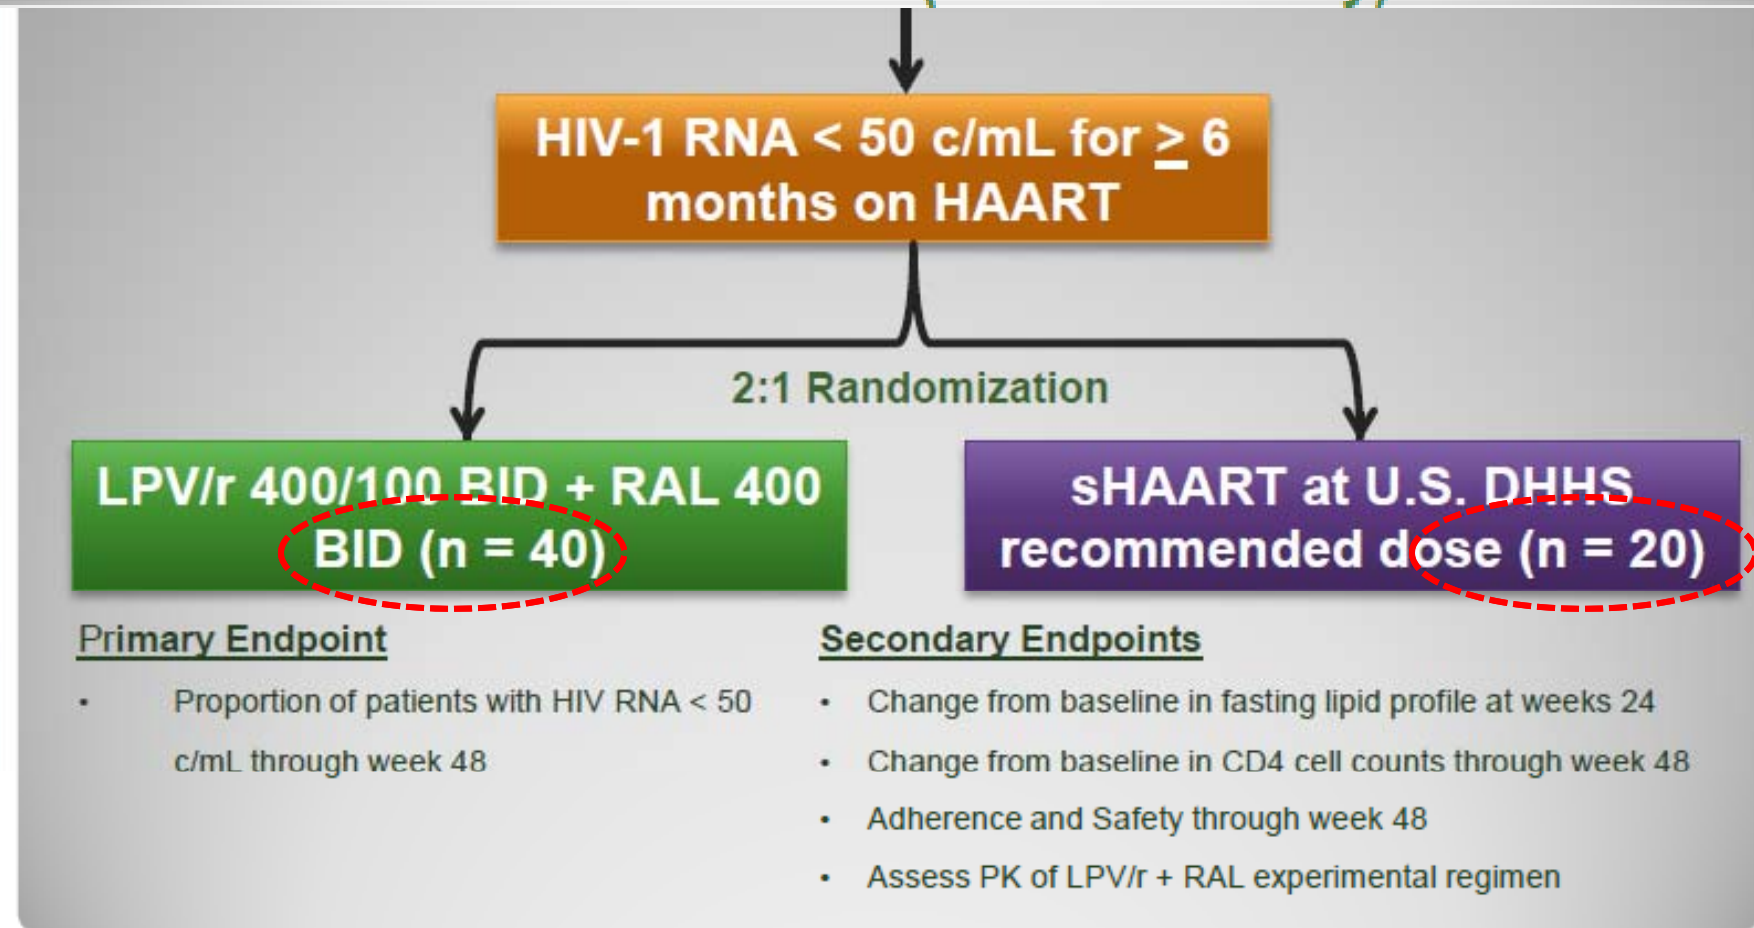 HIV-1 RNA < 50 c/mL for ≥ 6
months on HAART
2:1 Randomization
LPV/r 400/100 BID + RAL 400
BID (n = 40)
sHAART at U.S. DHHS
recommended dose (n = 20)
Primary Endpoint
• Proportion of patients with HIV RNA < 50
c/mL through week 48
Secondary Endpoints
• Change from baseline in fasting lipid profile at weeks 24
• Change from baseline in CD4 cell counts through week 48
• Adherence and Safety through week 48
• Assess PK of LPV/r + RAL experimental regimen